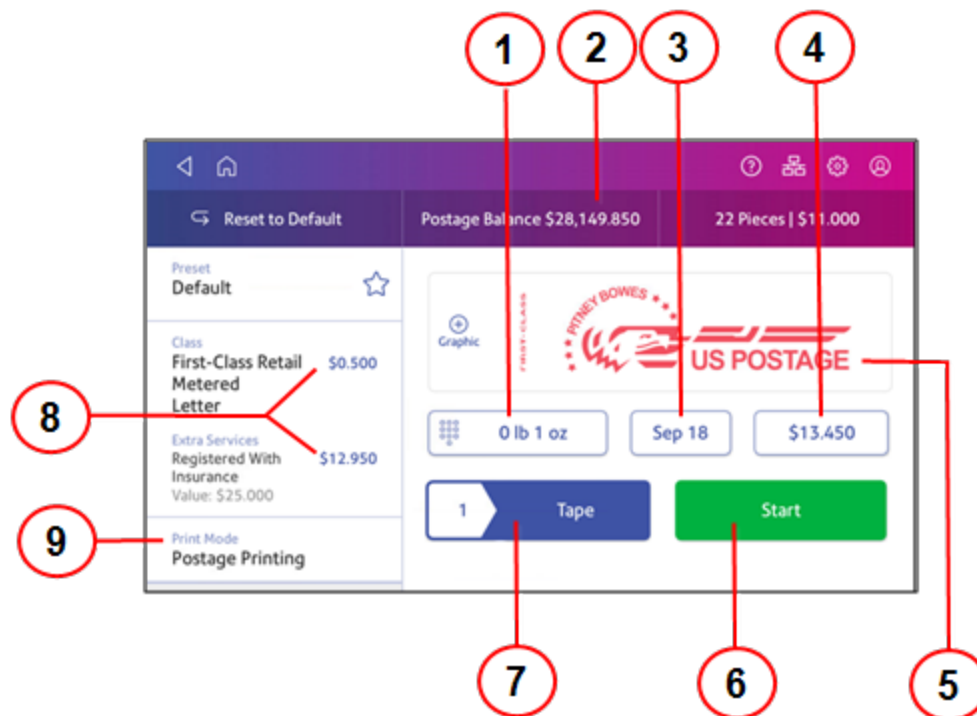 1
2
3
4
Reset to Default
Postage Balance $28,149.850
22 Pieces | $11.000
Preset
Default
Class
First-Class Retail
Metered
Letter
$0.500
Extra Services
Registered With
Insurance
$12.950
Value: $25.000
Print Mode
Postage Printing
Graphic
FIRST-CLASS
PITNEY BOWES
US POSTAGE
0 lb 1 oz
Sep 18
$13.450
1
Tape
Start
8
9
7
6
5